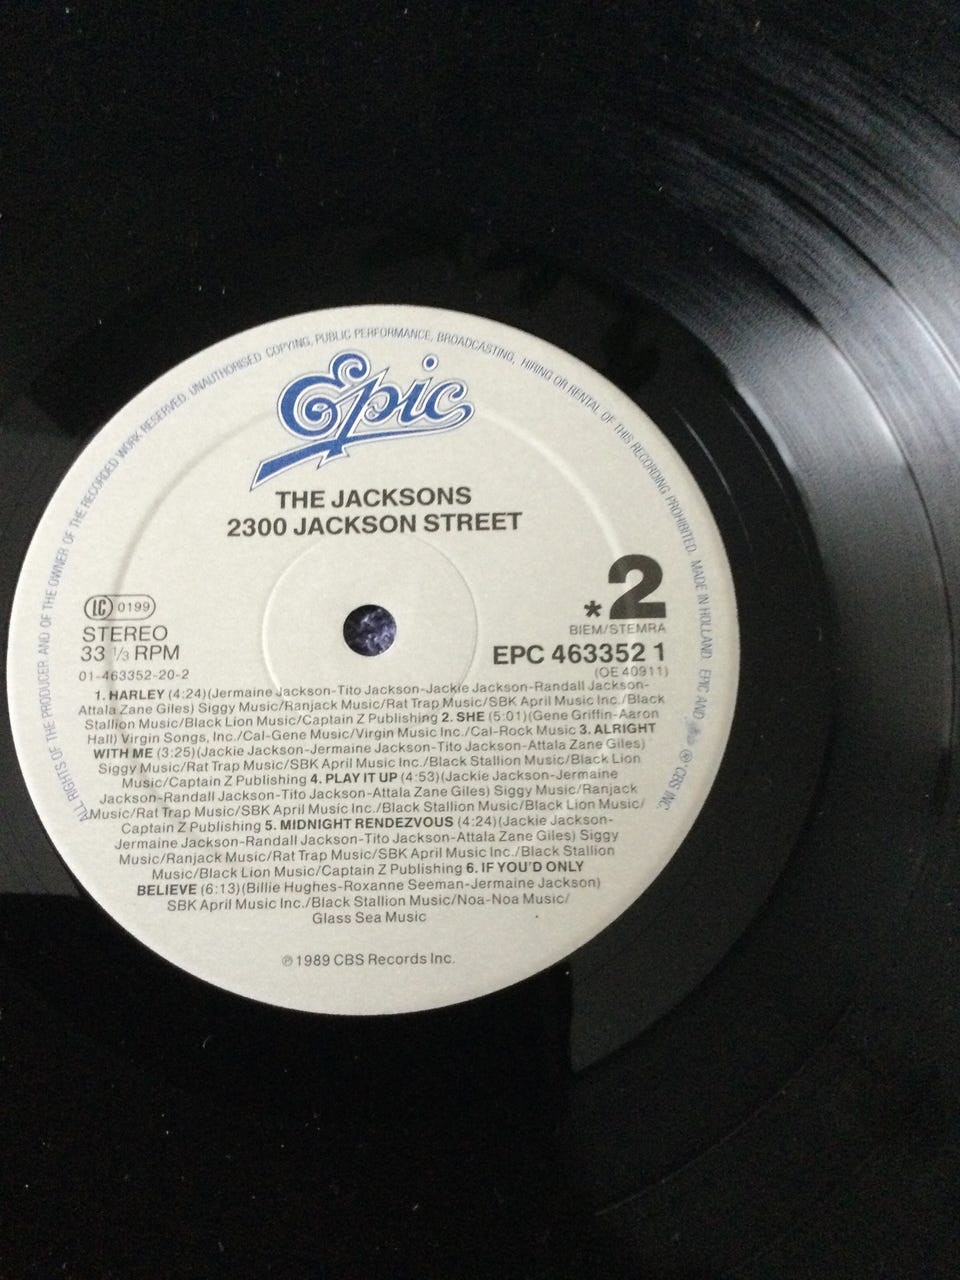 ALL RIGHTS OF THE PRODUCER AND OF THE OWNER OF THE RECORDED WORK RESERVED. UNAUTHORISED COPYING, PUBLIC PERFORMANCE, BROADCASTING, HIRING OR RENTAL OF THIS RECORDING PROHIBITED. MADE IN HOLLAND. EPIC AND ® CBS INC.
Epic
THE JACKSONS
2300 JACKSON STREET
LC 0199
STEREO
33 1/3 RPM
01-463352-20-2
*2
BIEM/STEMRA
EPC 463352 1
(OE 40911)
1. HARLEY (4:24)(Jermaine Jackson-Tito Jackson-Jackie Jackson-Randall Jackson-
Attala Zane Giles) Siggy Music/Ranjack Music/Rat Trap Music/SBK April Music Inc./Black
Stallion Music/Black Lion Music/Captain Z Publishing 2. SHE (5:01)(Gene Griffin-Aaron
Hall) Virgin Songs, Inc./Cal-Gene Music/Virgin Music Inc./Cal-Rock Music 3. ALRIGHT
WITH ME (3:25)(Jackie Jackson-Jermaine Jackson-Tito Jackson-Attala Zane Giles)
Siggy Music/Rat Trap Music/SBK April Music Inc./Black Stallion Music/Black Lion
Music/Captain Z Publishing 4. PLAY IT UP (4:53)(Jackie Jackson-Jermaine
Jackson-Randall Jackson-Tito Jackson-Attala Zane Giles) Siggy Music/Ranjack
Music/Rat Trap Music/SBK April Music Inc./Black Stallion Music/Black Lion Music/
Captain Z Publishing 5. MIDNIGHT RENDEZVOUS (4:24)(Jackie Jackson-
Jermaine Jackson-Randall Jackson-Tito Jackson-Attala Zane Giles) Siggy
Music/Ranjack Music/Rat Trap Music/SBK April Music Inc./Black Stallion
Music/Black Lion Music/Captain Z Publishing 6. IF YOU'D ONLY
BELIEVE (6:13)(Billie Hughes-Roxanne Seeman-Jermaine Jackson)
SBK April Music Inc./Black Stallion Music/Noa-Noa Music/
Glass Sea Music
℗ 1989 CBS Records Inc.